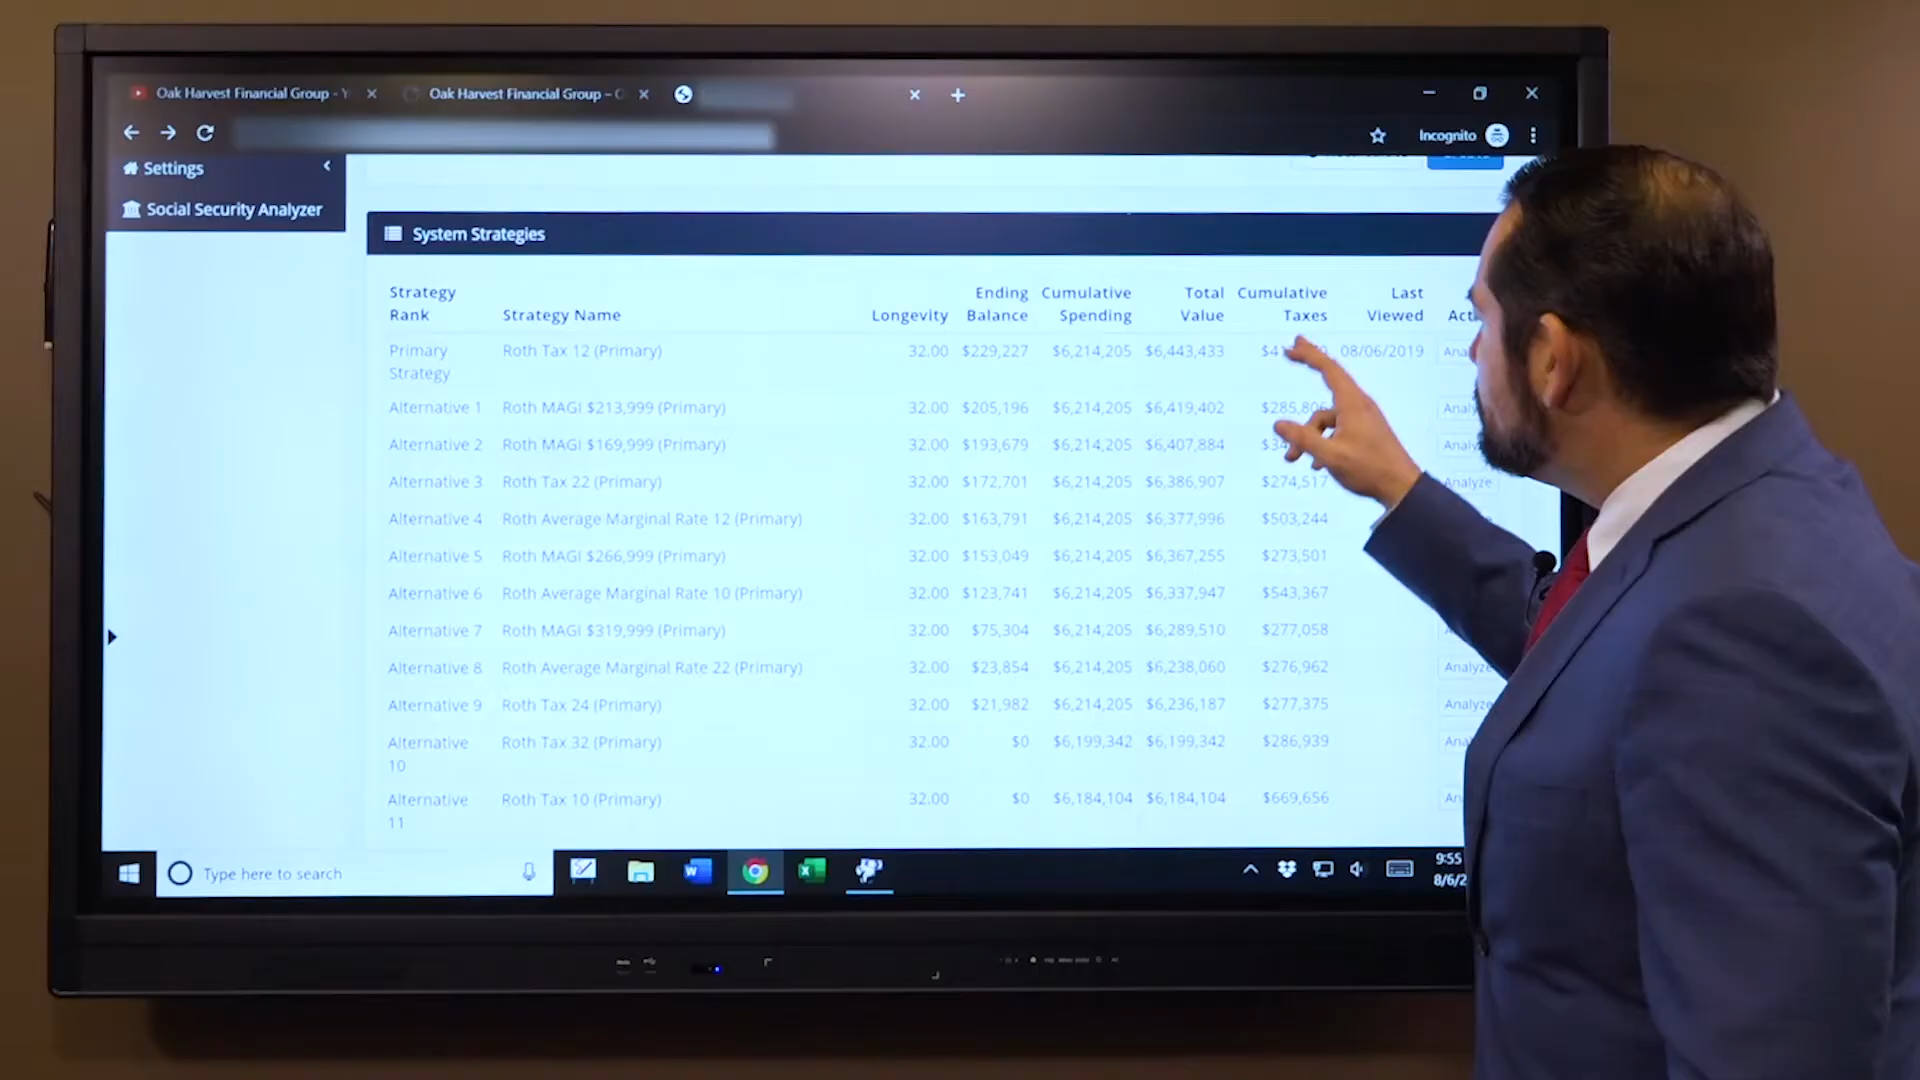 Oak Harvest Financial Group - Y
Oak Harvest Financial Group – C
Incognito
Settings
Social Security Analyzer
System Strategies
Strategy Rank Strategy Name Longevity Ending Balance Cumulative Spending Total Value Cumulative Taxes Last Viewed
Primary Strategy Roth Tax 12 (Primary) 32.00 $229,227 $6,214,205 $6,443,433 08/06/2019
Alternative 1 Roth MAGI $213,999 (Primary) 32.00 $205,196 $6,214,205 $6,419,402 $285,806
Alternative 2 Roth MAGI $169,999 (Primary) 32.00 $193,679 $6,214,205 $6,407,884
Alternative 3 Roth Tax 22 (Primary) 32.00 $172,701 $6,214,205 $6,386,907 $274,517 Analyze
Alternative 4 Roth Average Marginal Rate 12 (Primary) 32.00 $163,791 $6,214,205 $6,377,996 $503,244
Alternative 5 Roth MAGI $266,999 (Primary) 32.00 $153,049 $6,214,205 $6,367,255 $273,501
Alternative 6 Roth Average Marginal Rate 10 (Primary) 32.00 $123,741 $6,214,205 $6,337,947 $543,367
Alternative 7 Roth MAGI $319,999 (Primary) 32.00 $75,304 $6,214,205 $6,289,510 $277,058
Alternative 8 Roth Average Marginal Rate 22 (Primary) 32.00 $23,854 $6,214,205 $6,238,060 $276,962 Analyze
Alternative 9 Roth Tax 24 (Primary) 32.00 $21,982 $6,214,205 $6,236,187 $277,375 Analyze
Alternative 10 Roth Tax 32 (Primary) 32.00 $0 $6,199,342 $6,199,342 $286,939
Alternative 11 Roth Tax 10 (Primary) 32.00 $0 $6,184,104 $6,184,104 $669,656
Type here to search
9:55
8/6/2